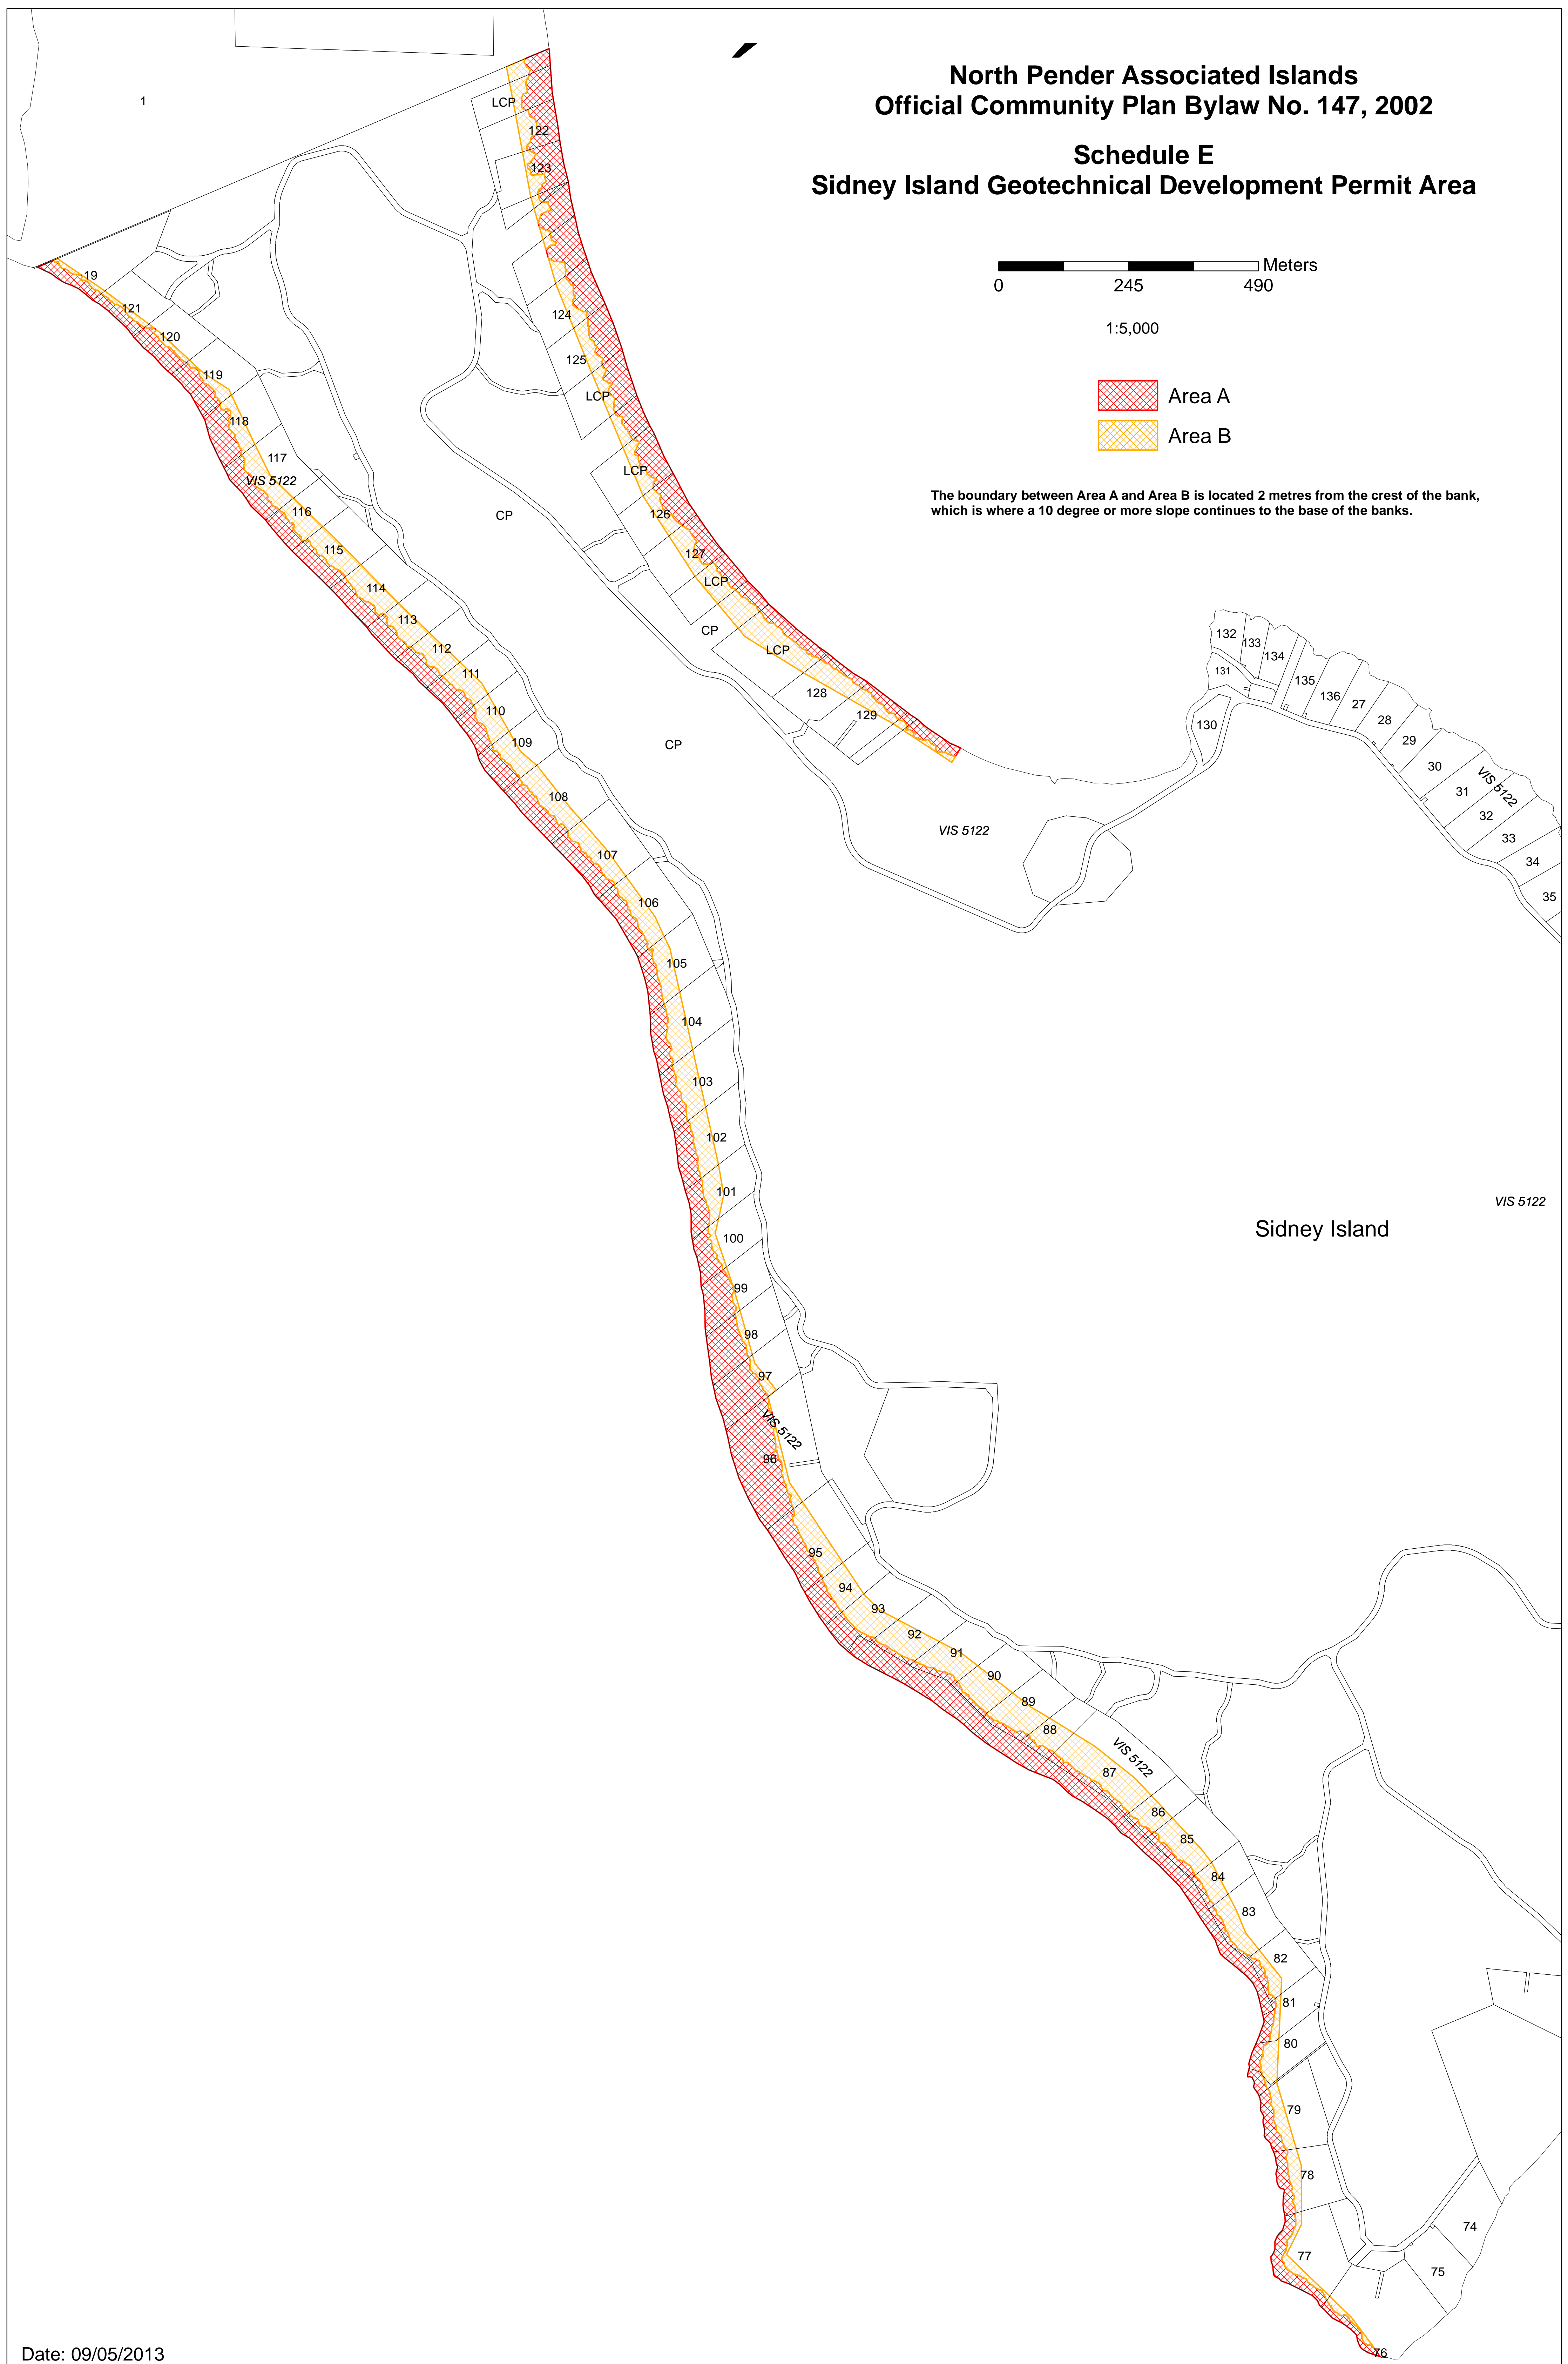 North Pender Associated Islands
Official Community Plan Bylaw No. 147, 2002
Schedule E
Sidney Island Geotechnical Development Permit Area
Meters
0 245 490
1:5,000
Area A
Area B
The boundary between Area A and Area B is located 2 metres from the crest of the bank,
which is where a 10 degree or more slope continues to the base of the banks.
1
LCP
122
123
19
121
120
119
118
117
VIS 5122
116
115
114
113
112
111
110
109
108
107
106
105
104
103
102
101
100
99
98
97
VIS 5122
96
95
94
93
92
91
90
89
88
VIS 5122
87
86
85
84
83
82
81
80
79
78
77
76
75
74
124
125
LCP
LCP
126
127
LCP
CP
CP
LCP
128
129
CP
VIS 5122
130
131
132
133
134
135
136
27
28
29
30
31
VIS 5122
32
33
34
35
VIS 5122
Sidney Island
Date: 09/05/2013